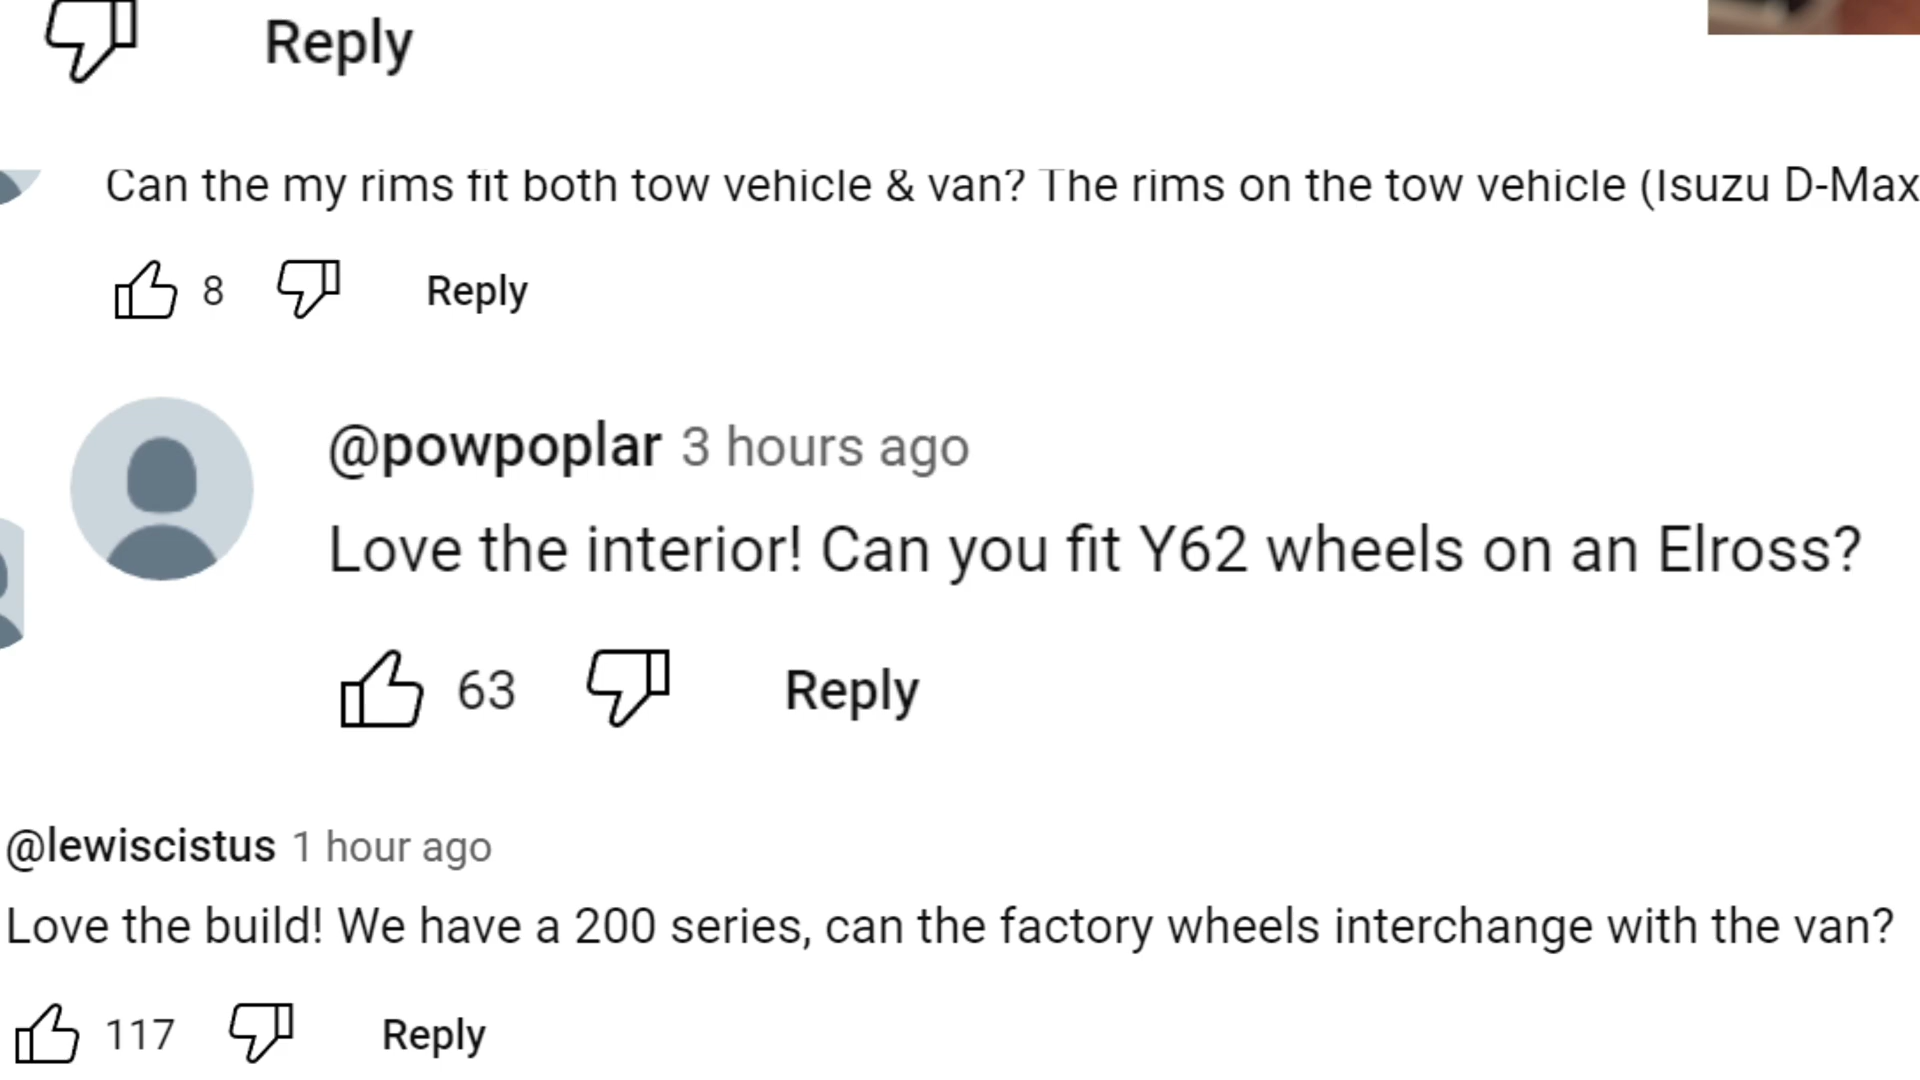 Reply
Can the my rims fit both tow vehicle & van? The rims on the tow vehicle (Isuzu D-Max
8 Reply
@powpoplar 3 hours ago
Love the interior! Can you fit Y62 wheels on an Elross?
63 Reply
@lewiscistus 1 hour ago
Love the build! We have a 200 series, can the factory wheels interchange with the van?
117 Reply